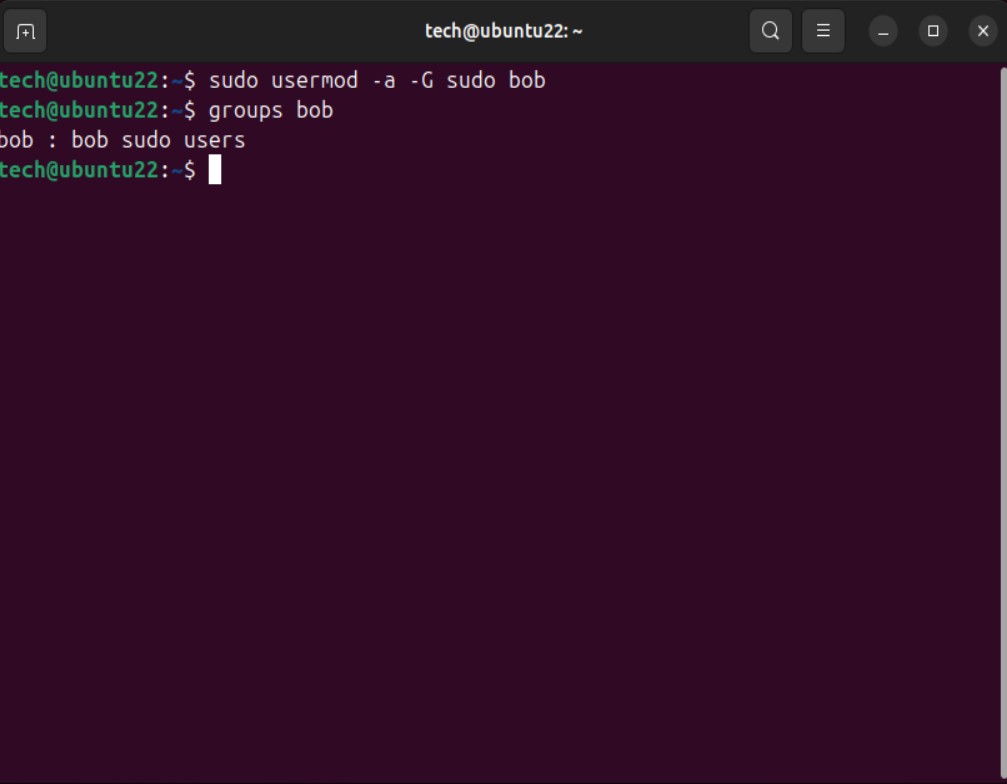 tech@ubuntu22: ~
tech@ubuntu22:~$ sudo usermod -a -G sudo bob
tech@ubuntu22:~$ groups bob
bob : bob sudo users
tech@ubuntu22:~$